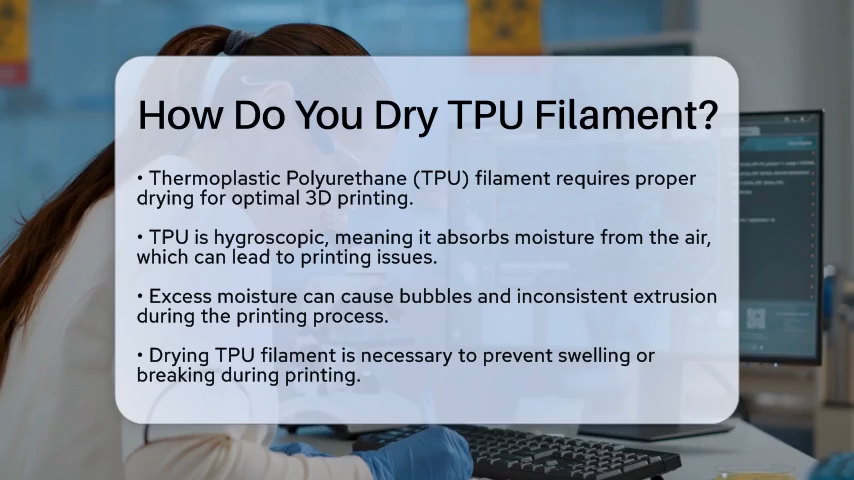 How Do You Dry TPU Filament?
• Thermoplastic Polyurethane (TPU) filament requires proper
drying for optimal 3D printing.
• TPU is hygroscopic, meaning it absorbs moisture from the air,
which can lead to printing issues.
• Excess moisture can cause bubbles and inconsistent extrusion
during the printing process.
• Drying TPU filament is necessary to prevent swelling or
breaking during printing.